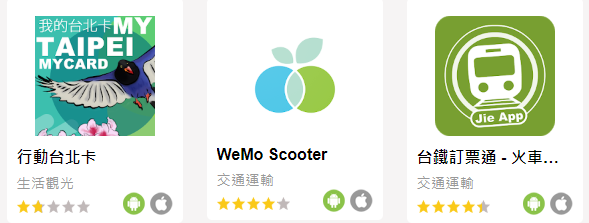 我的台北卡MY
TAIPEI
MYCARD
行動台北卡
生活觀光
WeMo Scooter
交通運輸
Jie App
台鐵訂票通 - 火車...
交通運輸